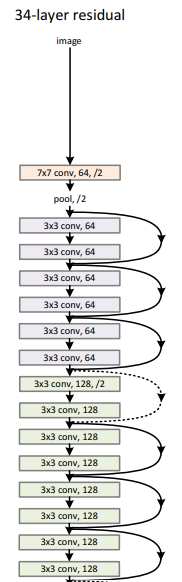 34-layer residual
image
7x7 conv, 64, /2
pool, /2
3x3 conv, 64
3x3 conv, 64
3x3 conv, 64
3x3 conv, 64
3x3 conv, 64
3x3 conv, 64
3x3 conv, 128, /2
3x3 conv, 128
3x3 conv, 128
3x3 conv, 128
3x3 conv, 128
3x3 conv, 128
3x3 conv, 128
3x3 conv, 128